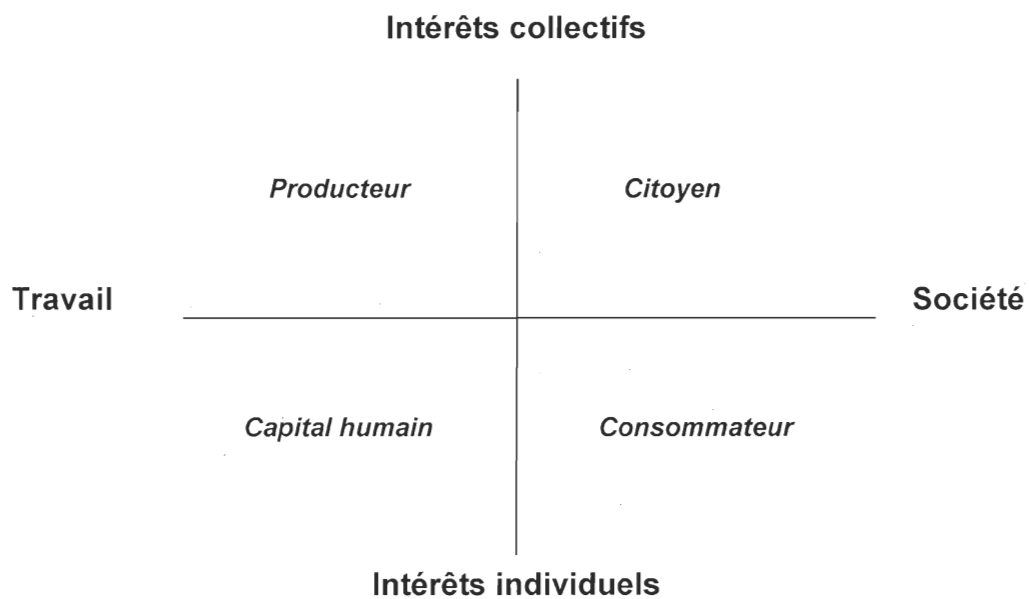 Intérêts collectifs
Producteur
Citoyen
Travail
Société
Capital humain
Consommateur
Intérêts individuels